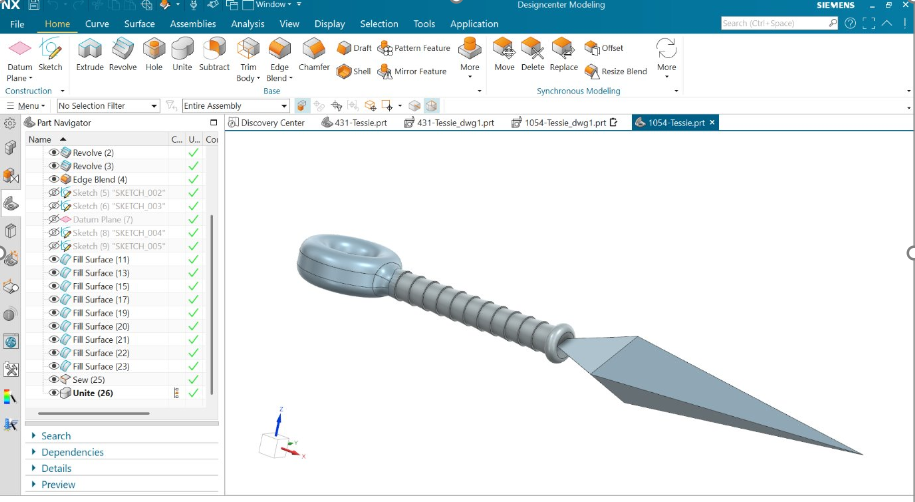 NX
Window
Designcenter Modeling
SIEMENS
File Home Curve Surface Assemblies Analysis View Display Selection Tools Application
Search (Ctrl+Space)
Datum Plane
Sketch
Extrude
Revolve
Hole
Unite
Subtract
Trim Body
Edge Blend
Chamfer
Draft
Shell
Pattern Feature
Mirror Feature
More
Move
Delete
Replace
Offset
Resize Blend
More
Construction
Base
Synchronous Modeling
Menu
No Selection Filter
Entire Assembly
Part Navigator
Discovery Center
431-Tessie.prt
431-Tessie_dwg1.prt
1054-Tessie_dwg1.prt
1054-Tessie.prt
Name C... U... Co
Revolve (2)
Revolve (3)
Edge Blend (4)
Sketch (5) "SKETCH_002"
Sketch (6) "SKETCH_003"
Datum Plane (7)
Sketch (8) "SKETCH_004"
Sketch (9) "SKETCH_005"
Fill Surface (11)
Fill Surface (13)
Fill Surface (15)
Fill Surface (17)
Fill Surface (19)
Fill Surface (20)
Fill Surface (21)
Fill Surface (22)
Fill Surface (23)
Sew (25)
Unite (26)
Search
Dependencies
Details
Preview
Z
Y
X